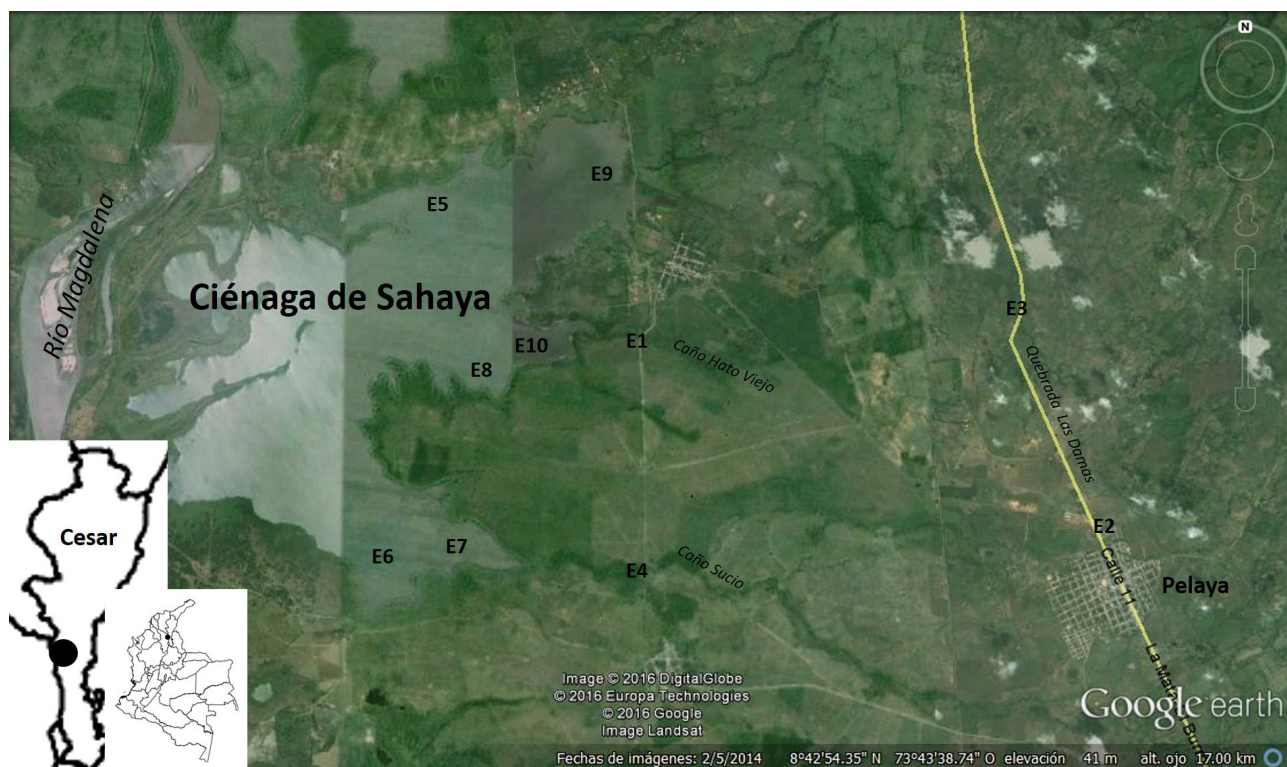 N
E9
E5
Río Magdalena
Ciénaga de Sahaya
E3
E10
E1
Caño Hato Viejo
E8
Quebrada Las Damas
Cesar
E6
E7
E4
Caño Sucio
E2
Calle 11
Pelaya
Image © 2016 DigitalGlobe
© 2016 Europa Technologies
© 2016 Google
Image Landsat
La
Google earth
Fechas de imágenes: 2/5/2014 8°42'54.35" N 73°43'38.74" O elevación 41 m alt. ojo 17.00 km